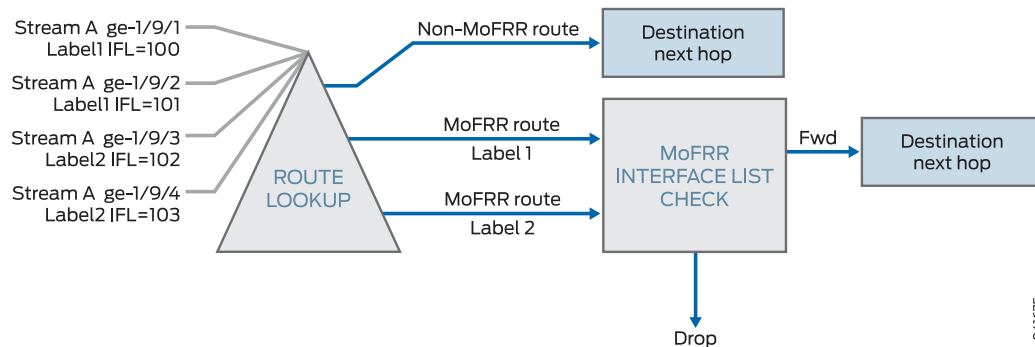 Stream A ge-1/9/1
Label1 IFL=100
Stream A ge-1/9/2
Label1 IFL=101
Stream A ge-1/9/3
Label2 IFL=102
Stream A ge-1/9/4
Label2 IFL=103
ROUTE
LOOKUP
Non-MoFRR route
Destination
next hop
MoFRR route
Label 1
MoFRR route
Label 2
MoFRR
INTERFACE LIST
CHECK
Fwd
Destination
next hop
Drop